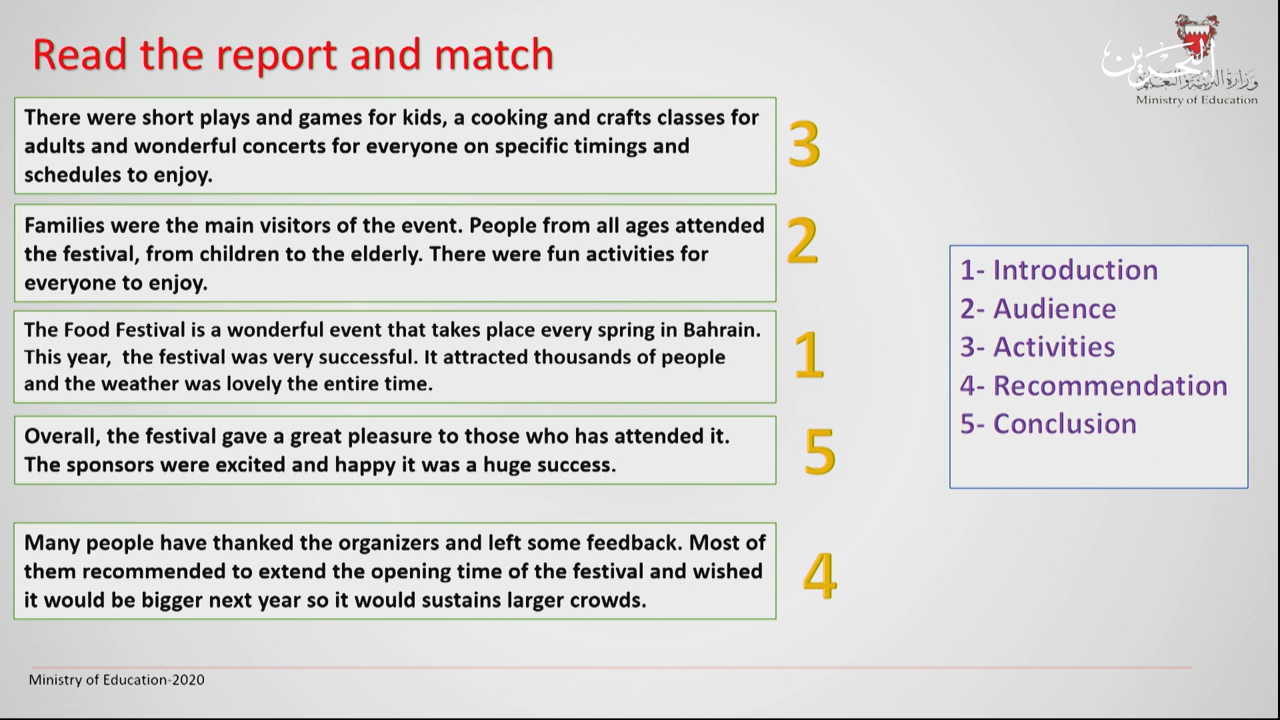 Read the report and match
البحرين
وزارة التربية والتعليم
Ministry of Education
There were short plays and games for kids, a cooking and crafts classes for
adults and wonderful concerts for everyone on specific timings and
schedules to enjoy.
3
Families were the main visitors of the event. People from all ages attended
the festival, from children to the elderly. There were fun activities for
everyone to enjoy.
2
The Food Festival is a wonderful event that takes place every spring in Bahrain.
This year, the festival was very successful. It attracted thousands of people
and the weather was lovely the entire time.
1
Overall, the festival gave a great pleasure to those who has attended it.
The sponsors were excited and happy it was a huge success.
5
Many people have thanked the organizers and left some feedback. Most of
them recommended to extend the opening time of the festival and wished
it would be bigger next year so it would sustains larger crowds.
4
1- Introduction
2- Audience
3- Activities
4- Recommendation
5- Conclusion
Ministry of Education-2020